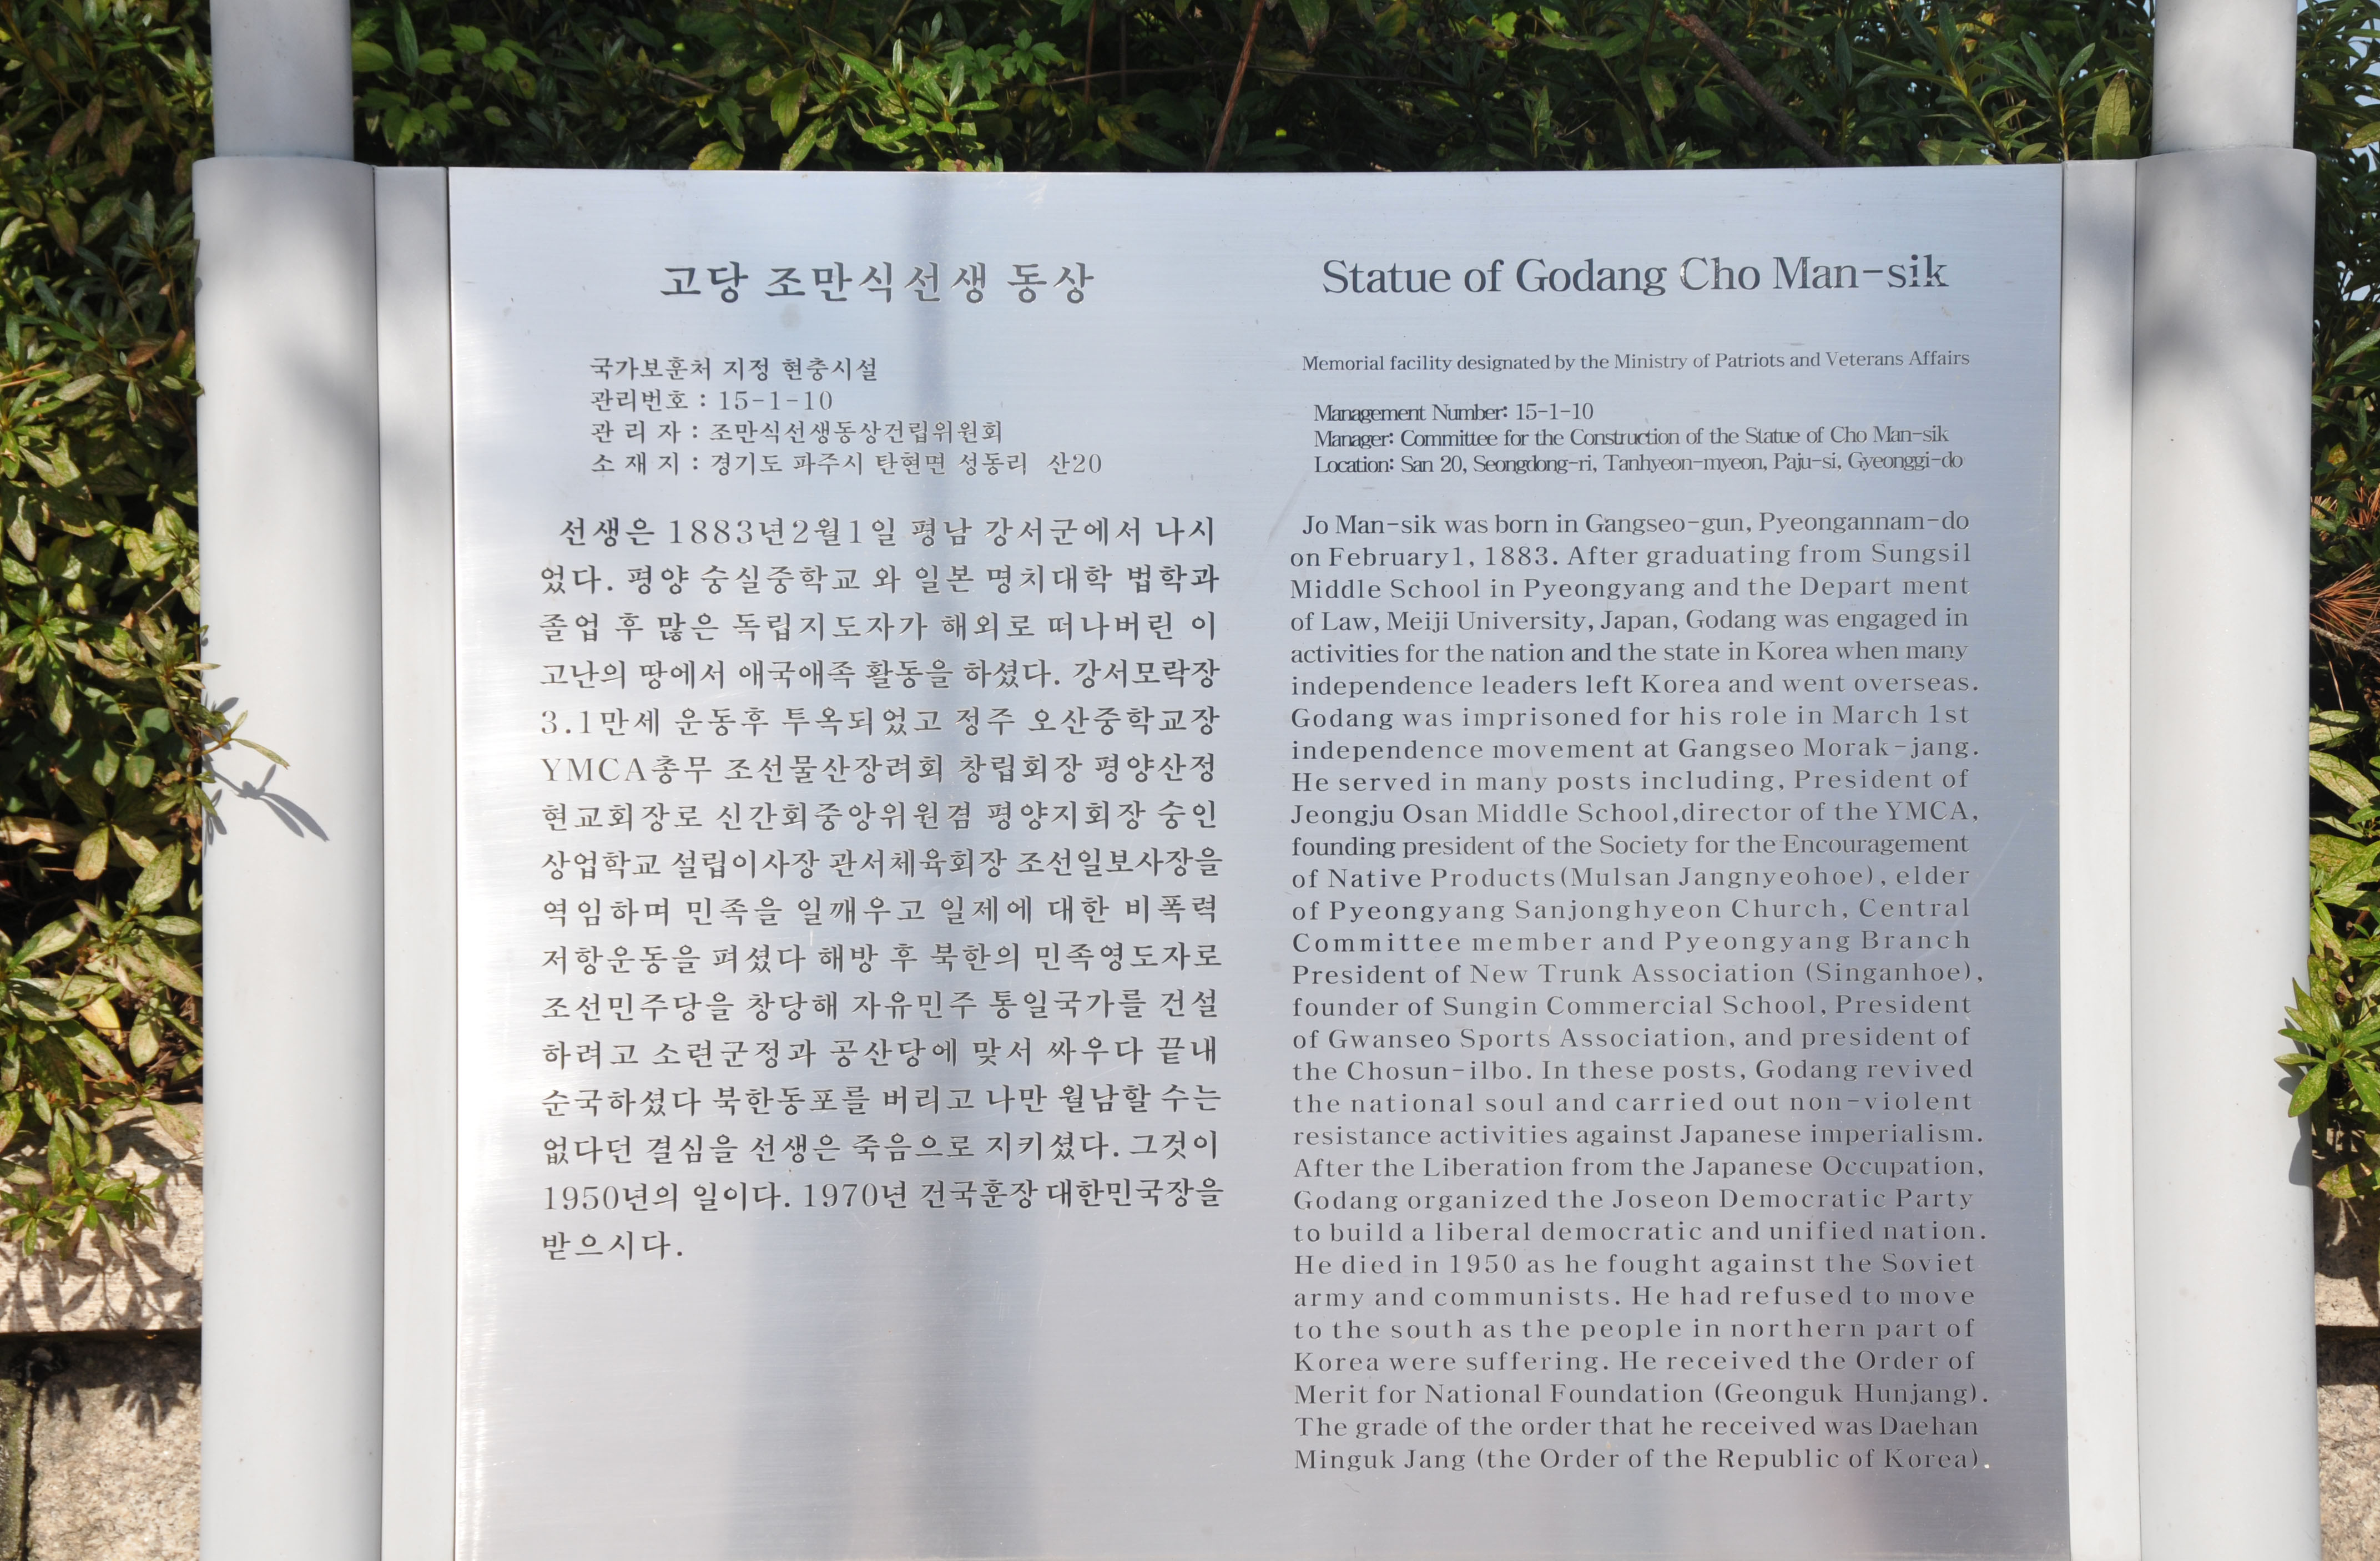 고당 조만식선생 동상
국가보훈처 지정 현충시설
관리번호 : 15-1-10
관 리 자 : 조만식선생동상건립위원회
소 재 지 : 경기도 파주시 탄현면 성동리 산20
선생은 1883년2월1일 평남 강서군에서 나시
었다. 평양 숭실중학교 와 일본 명치대학 법학과
졸업 후 많은 독립지도자가 해외로 떠나버린 이
고난의 땅에서 애국애족 활동을 하셨다. 강서모락장
3.1만세 운동후 투옥되었고 정주 오산중학교장
YMCA총무 조선물산장려회 창립회장 평양산정
현교회장로 신간회중앙위원겸 평양지회장 숭인
상업학교 설립이사장 관서체육회장 조선일보사장을
역임하며 민족을 일깨우고 일제에 대한 비폭력
저항운동을 펴셨다 해방 후 북한의 민족영도자로
조선민주당을 창당해 자유민주 통일국가를 건설
하려고 소련군정과 공산당에 맞서 싸우다 끝내
순국하셨다 북한동포를 버리고 나만 월남할 수는
없다던 결심을 선생은 죽음으로 지키셨다. 그것이
1950년의 일이다. 1970년 건국훈장 대한민국장을
받으시다.
Statue of Godang Cho Man-sik
Memorial facility designated by the Ministry of Patriots and Veterans Affairs
Management Number: 15-1-10
Manager: Committee for the Construction of the Statue of Cho Man-sik
Location: San 20, Seongdong-ri, Tanhyeon-myeon, Paju-si, Gyeonggi-do
Jo Man-sik was born in Gangseo-gun, Pyeongannam-do
on February1, 1883. After graduating from Sungsil
Middle School in Pyeongyang and the Depart ment
of Law, Meiji University, Japan, Godang was engaged in
activities for the nation and the state in Korea when many
independence leaders left Korea and went overseas.
Godang was imprisoned for his role in March 1st
independence movement at Gangseo Morak-jang.
He served in many posts including, President of
Jeongju Osan Middle School,director of the YMCA,
founding president of the Society for the Encouragement
of Native Products(Mulsan Jangnyeohoe), elder
of Pyeongyang Sanjonghyeon Church, Central
Committee member and Pyeongyang Branch
President of New Trunk Association (Singanhoe),
founder of Sungin Commercial School, President
of Gwanseo Sports Association, and president of
the Chosun-ilbo. In these posts, Godang revived
the national soul and carried out non-violent
resistance activities against Japanese imperialism.
After the Liberation from the Japanese Occupation,
Godang organized the Joseon Democratic Party
to build a liberal democratic and unified nation.
He died in 1950 as he fought against the Soviet
army and communists. He had refused to move
to the south as the people in northern part of
Korea were suffering. He received the Order of
Merit for National Foundation (Geonguk Hunjang).
The grade of the order that he received was Daehan
Minguk Jang (the Order of the Republic of Korea).